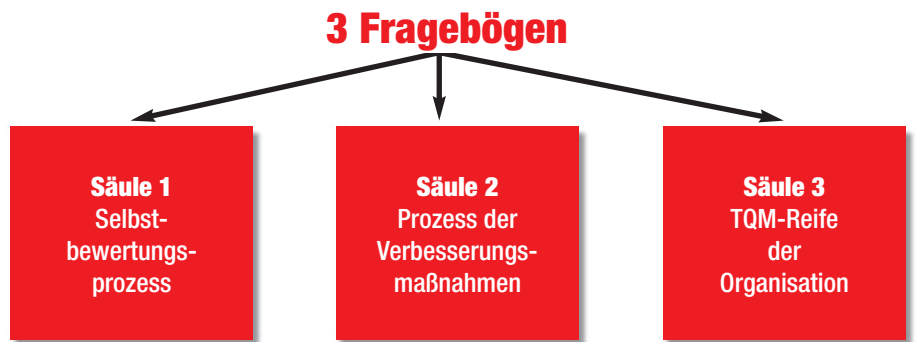 3 Fragebögen
Säule 1
Selbst-
bewertungs-
prozess
Säule 2
Prozess der
Verbesserungs-
maßnahmen
Säule 3
TQM-Reife
der
Organisation